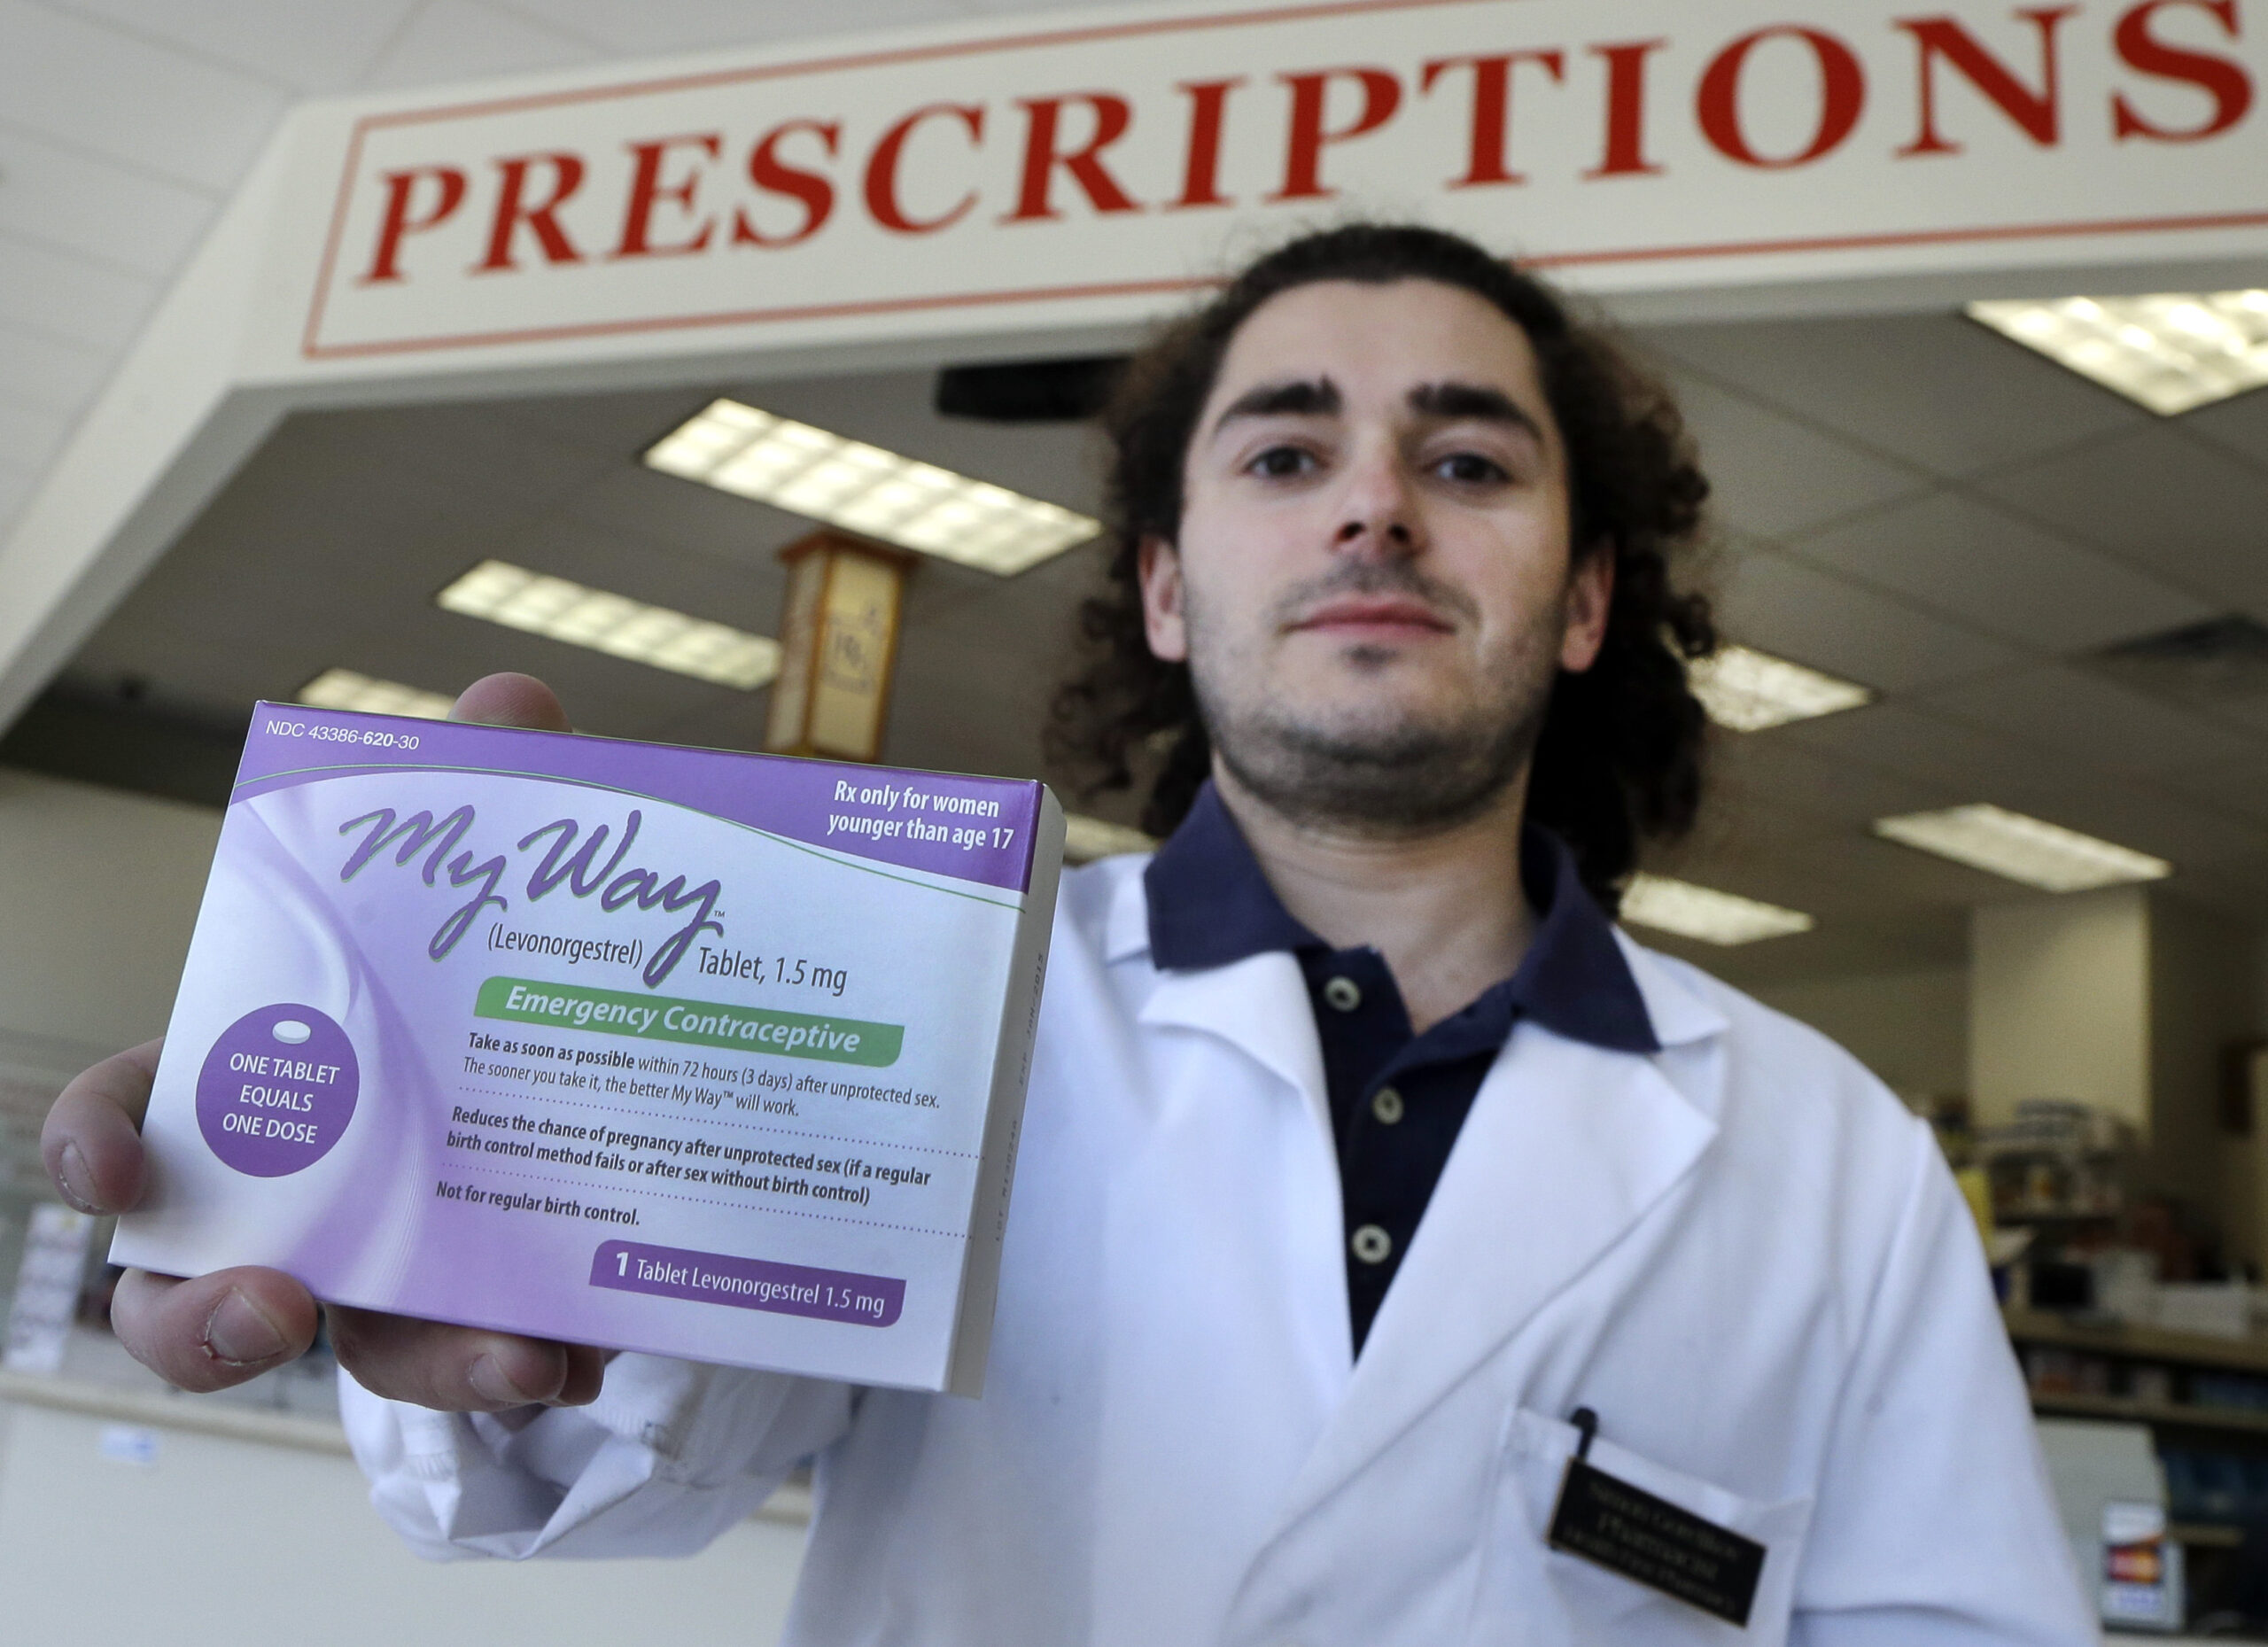 PRESCRIPTIONS
NDC 43386-620-30
Rx only for women
younger than age 17
My Way™
(Levonorgestrel) Tablet, 1.5 mg
Emergency Contraceptive
Take as soon as possible within 72 hours (3 days) after unprotected sex.
The sooner you take it, the better My Way™ will work.
Reduces the chance of pregnancy after unprotected sex (if a regular
birth control method fails or after sex without birth control)
Not for regular birth control.
1 Tablet Levonorgestrel 1.5 mg
ONE TABLET
EQUALS
ONE DOSE
Pharmacist